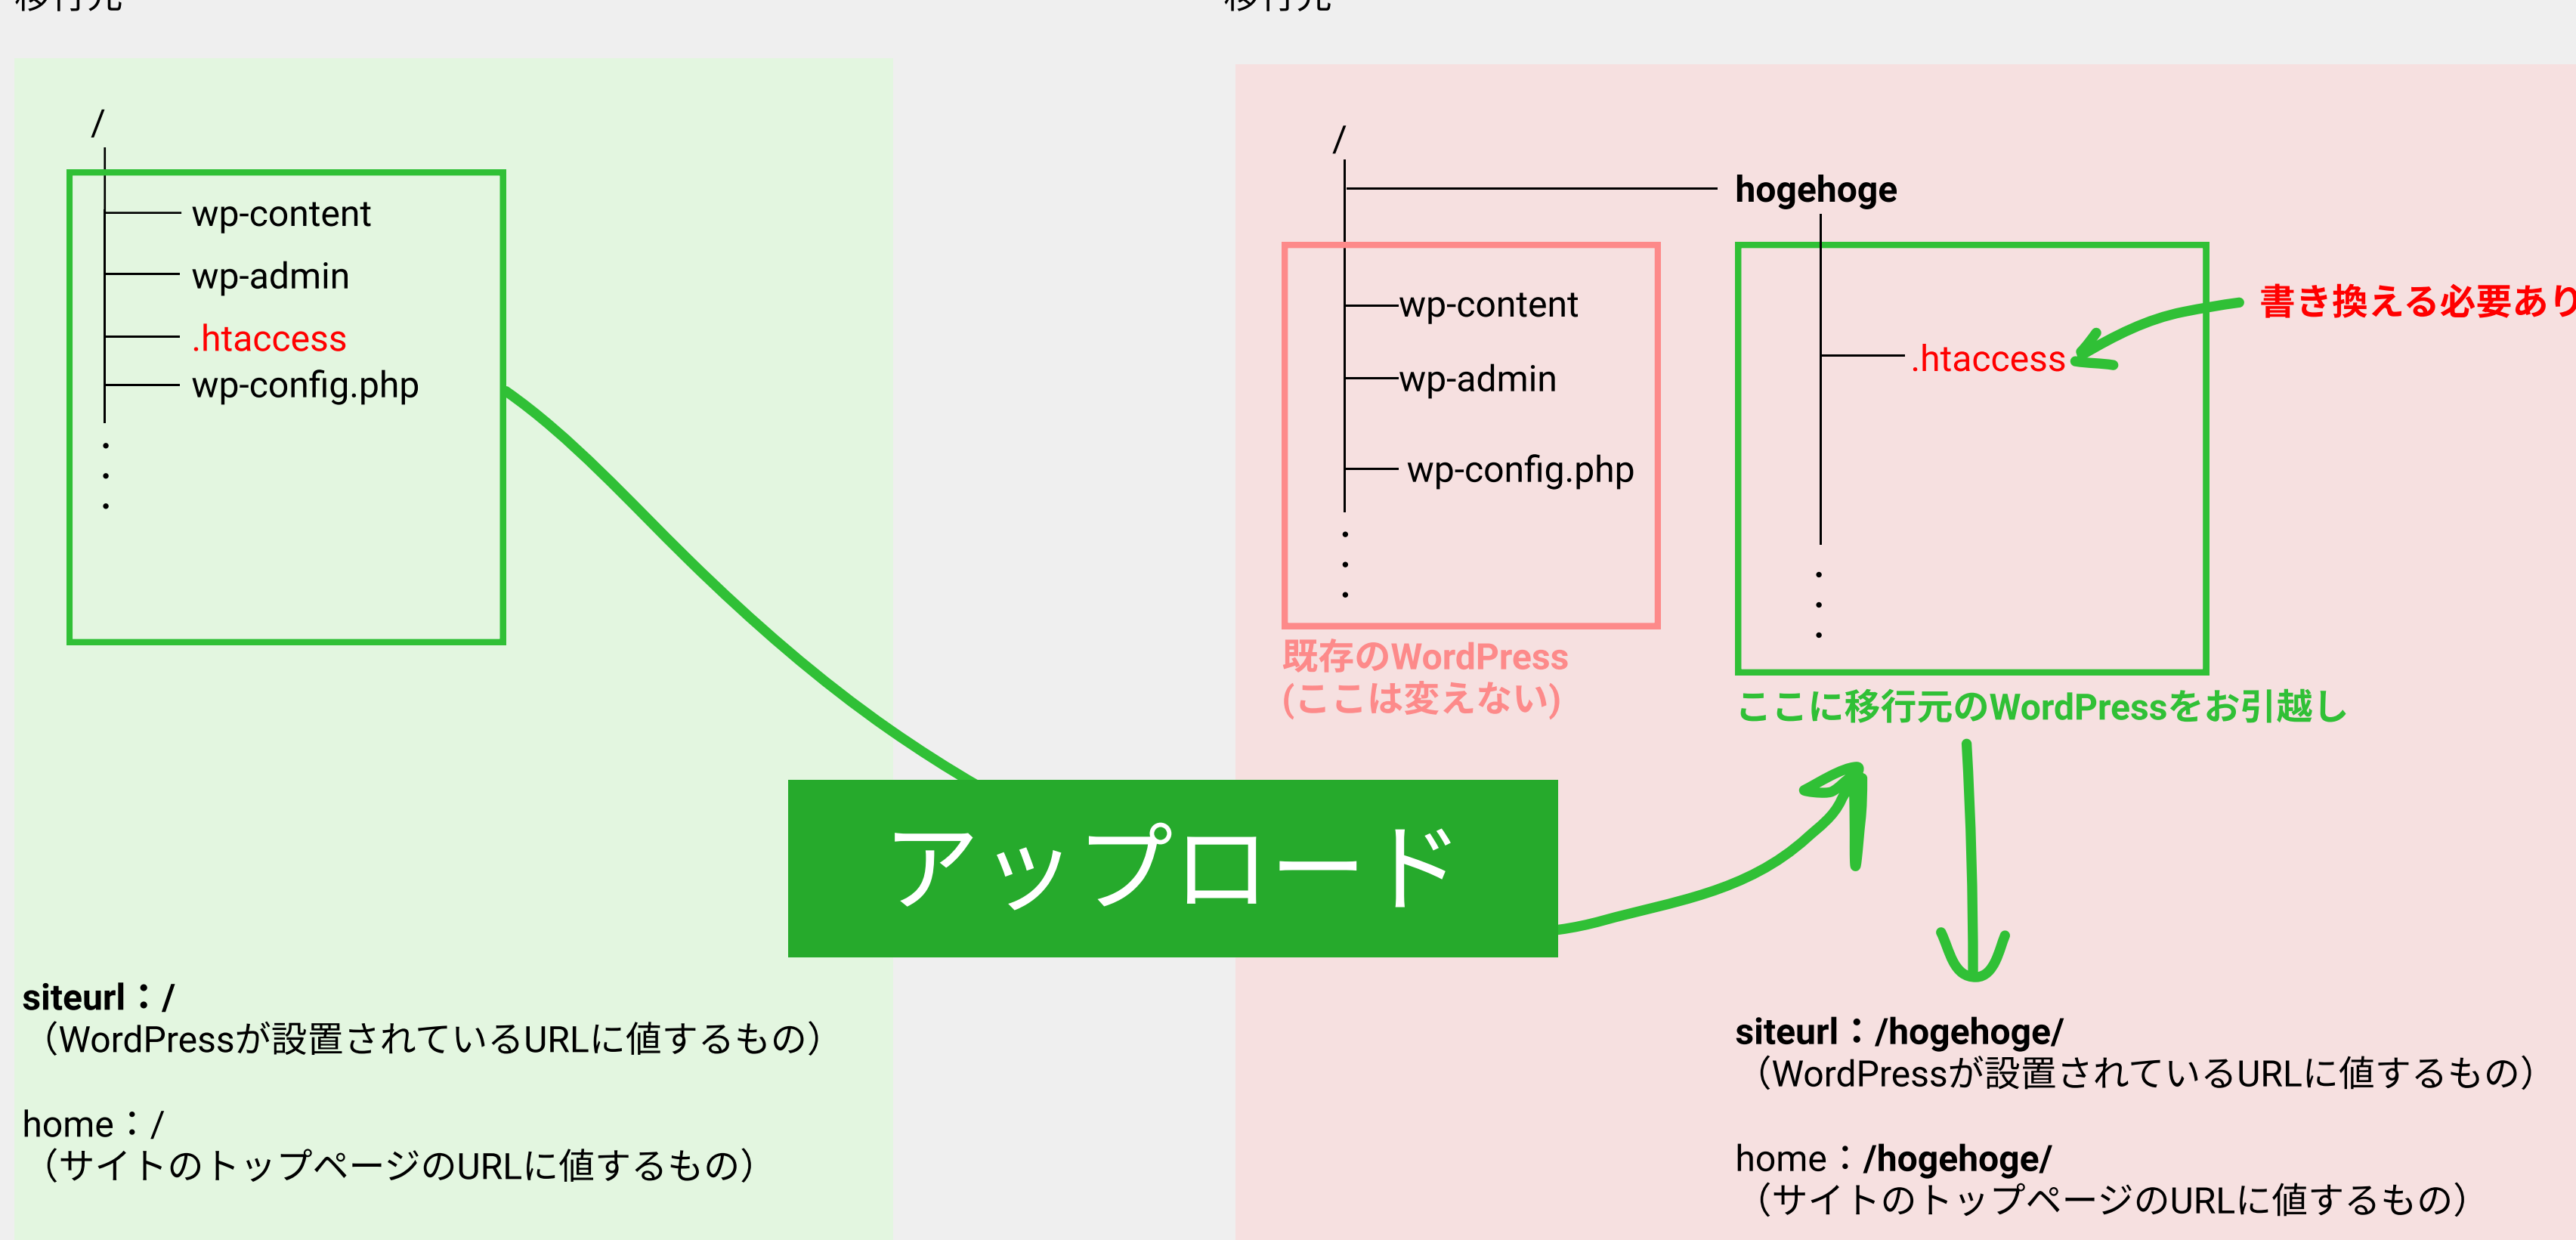 移行元
/
wp-content
wp-admin
.htaccess
wp-config.php
siteurl：/
（WordPressが設置されているURLに値するもの）
home：/
（サイトのトップページのURLに値するもの）
アップロード
移行元
/
hogehoge
wp-content
wp-admin
wp-config.php
既存のWordPress
(ここは変えない)
.htaccess
書き換える必要あり
ここに移行元のWordPressをお引越し
siteurl：/hogehoge/
（WordPressが設置されているURLに値するもの）
home：/hogehoge/
（サイトのトップページのURLに値するもの）